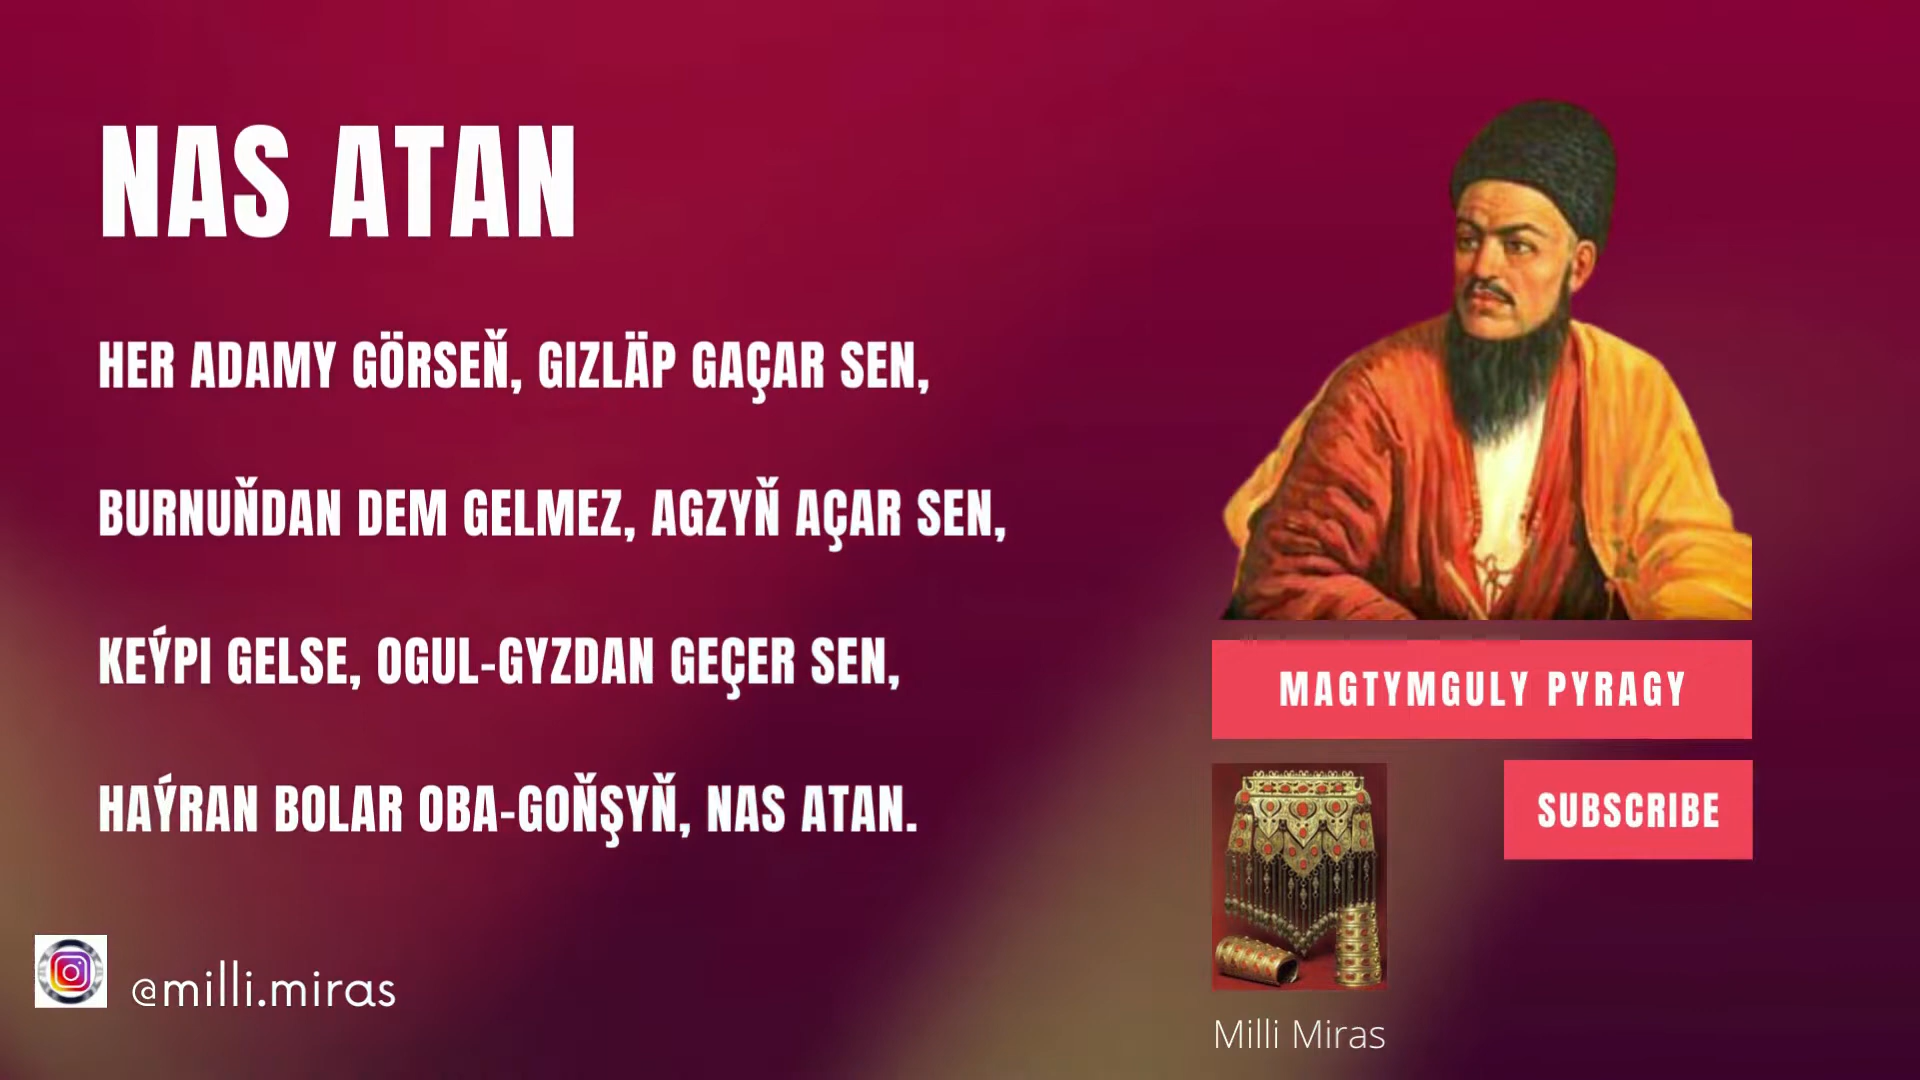 NAS ATAN
HER ADAMY GÖRSEŇ, GIZLÄP GAÇAR SEN,
BURNUŇDAN DEM GELMEZ, AGZYŇ AÇAR SEN,
KEÝPI GELSE, OGUL-GYZDAN GEÇER SEN,
HAÝRAN BOLAR OBA-GOŇŞYŇ, NAS ATAN.
@milli.miras
MAGTYMGULY PYRAGY
SUBSCRIBE
Milli Miras